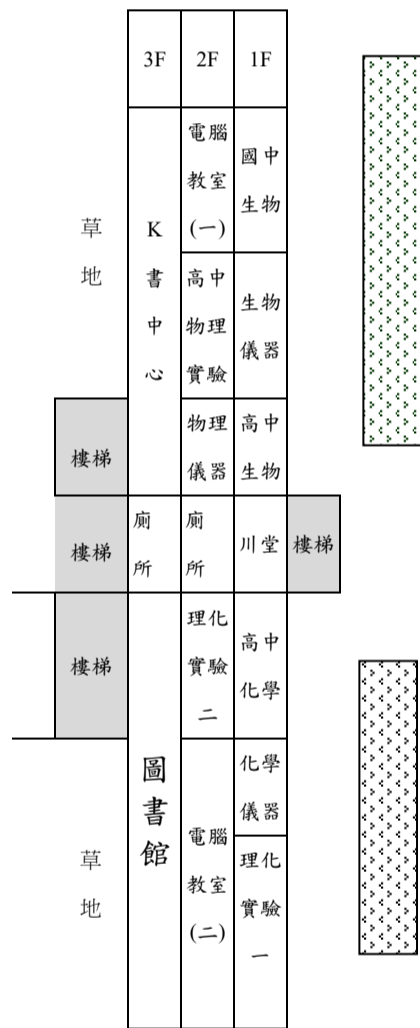 3F 2F 1F
電腦
教室
(一)
國中
生物
草
地
K
書
中
心
高中
物理
實驗
生物
儀器
樓梯
物理
儀器
高中
生物
樓梯
廁
所
廁
所
川堂
樓梯
樓梯
理化
實驗
二
高中
化學
圖
書
館
化學
儀器
草
地
電腦
教室
(二)
理化
實驗
一